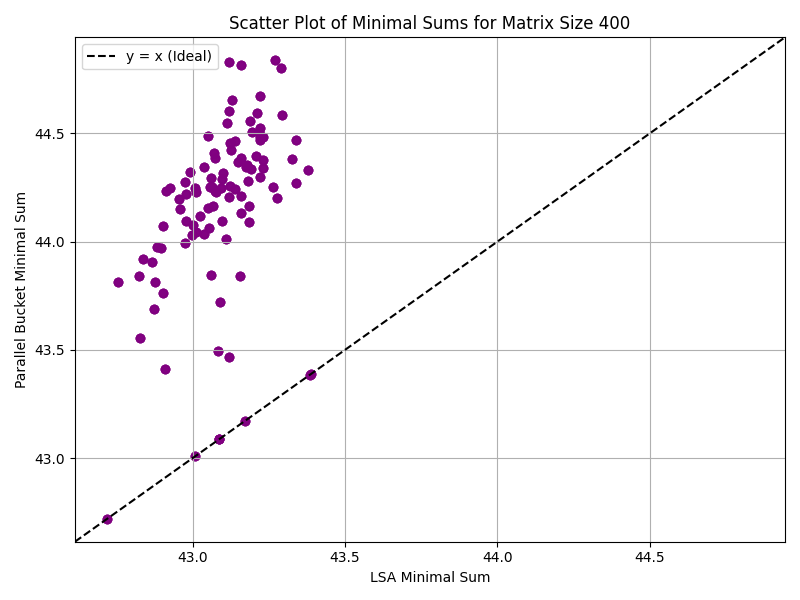 Scatter Plot of Minimal Sums for Matrix Size 400
y = x (Ideal)
Parallel Bucket Minimal Sum
44.5
44.0
43.5
43.0
43.0 43.5 44.0 44.5
LSA Minimal Sum